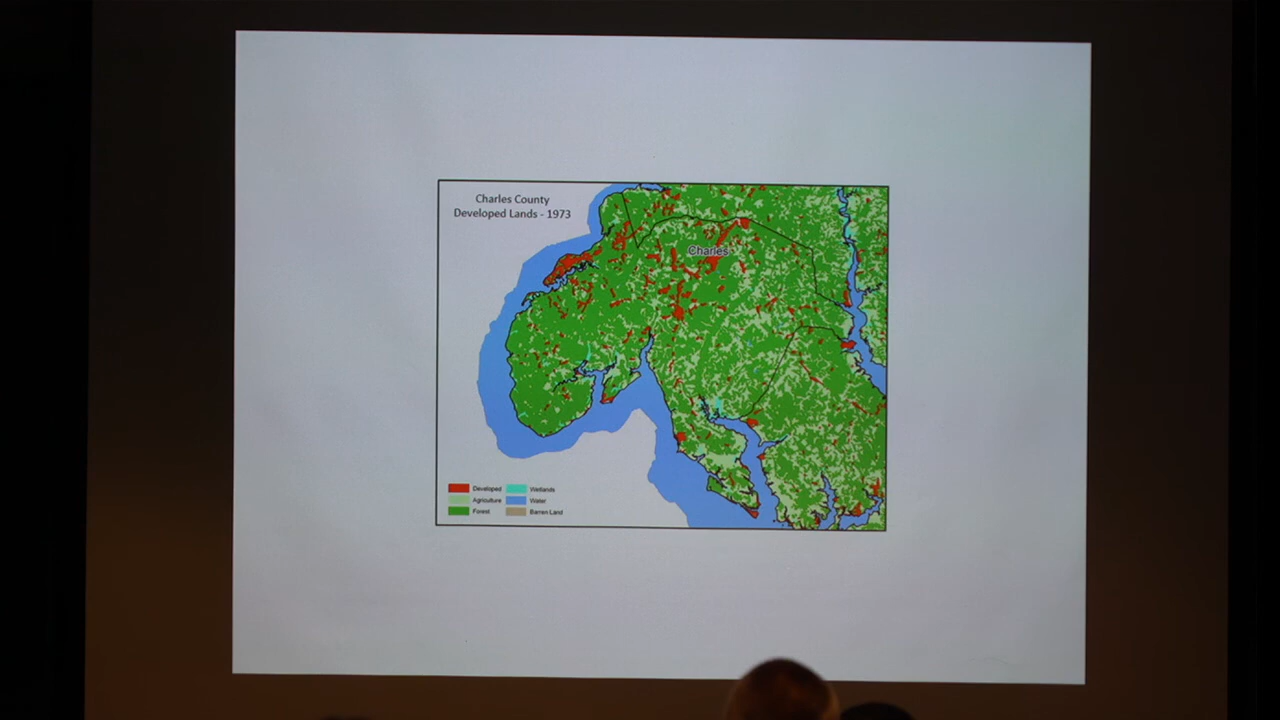 Charles County
Developed Lands - 1973
Charles
Developed
Wetlands
Agriculture
Water
Forest
Barren Land